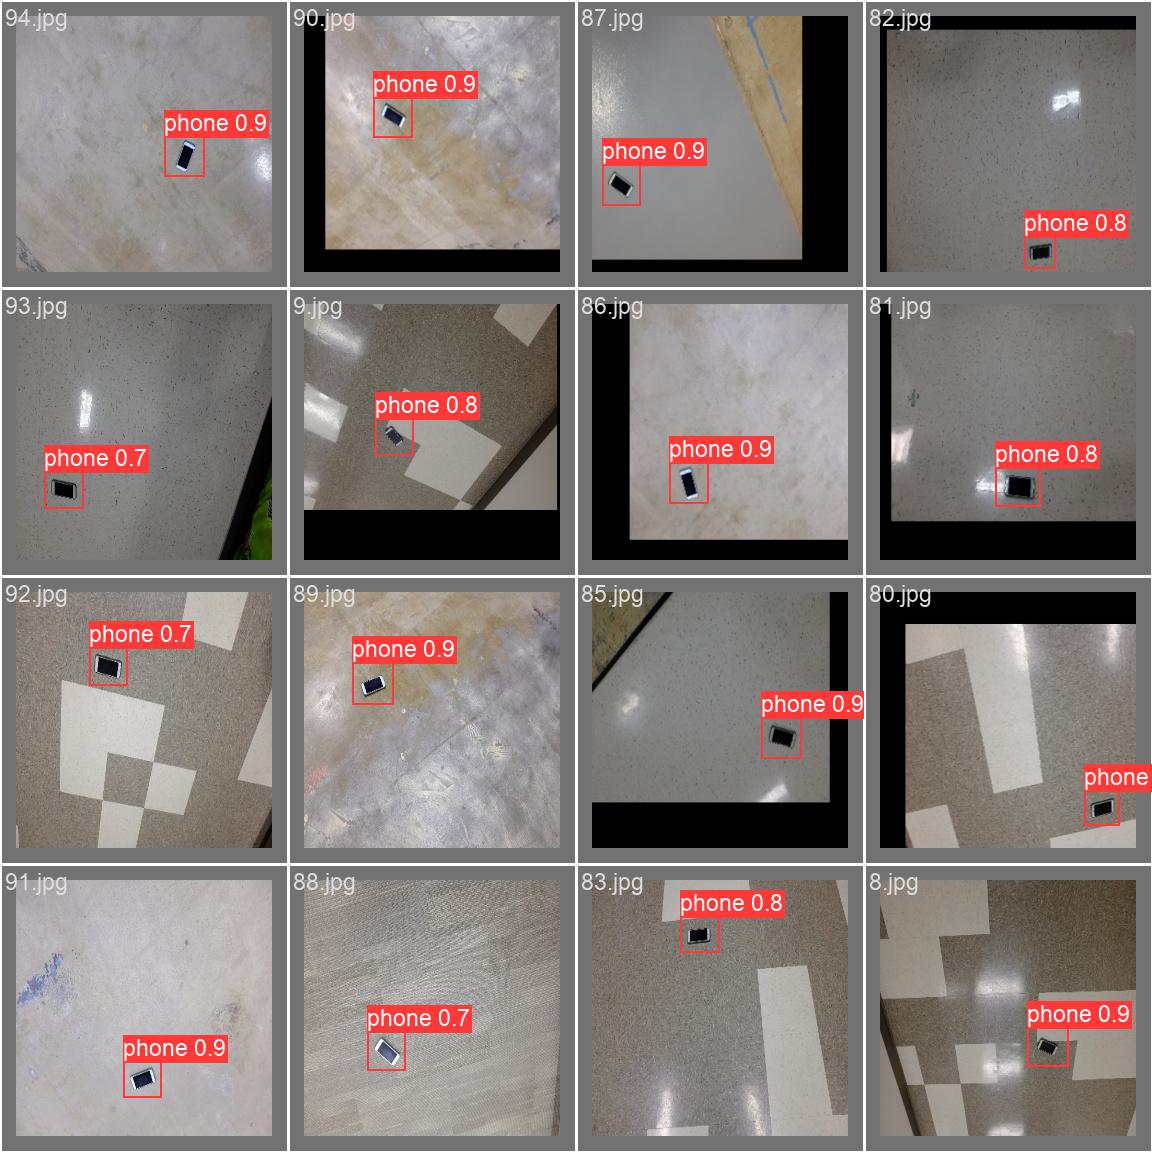 94.jpg
90.jpg
87.jpg
82.jpg
phone 0.9
phone 0.9
phone 0.9
phone 0.8
93.jpg
9.jpg
86.jpg
81.jpg
phone 0.7
phone 0.8
phone 0.9
phone 0.8
92.jpg
89.jpg
85.jpg
80.jpg
phone 0.7
phone 0.9
phone 0.9
phone
91.jpg
88.jpg
83.jpg
8.jpg
phone 0.9
phone 0.7
phone 0.8
phone 0.9